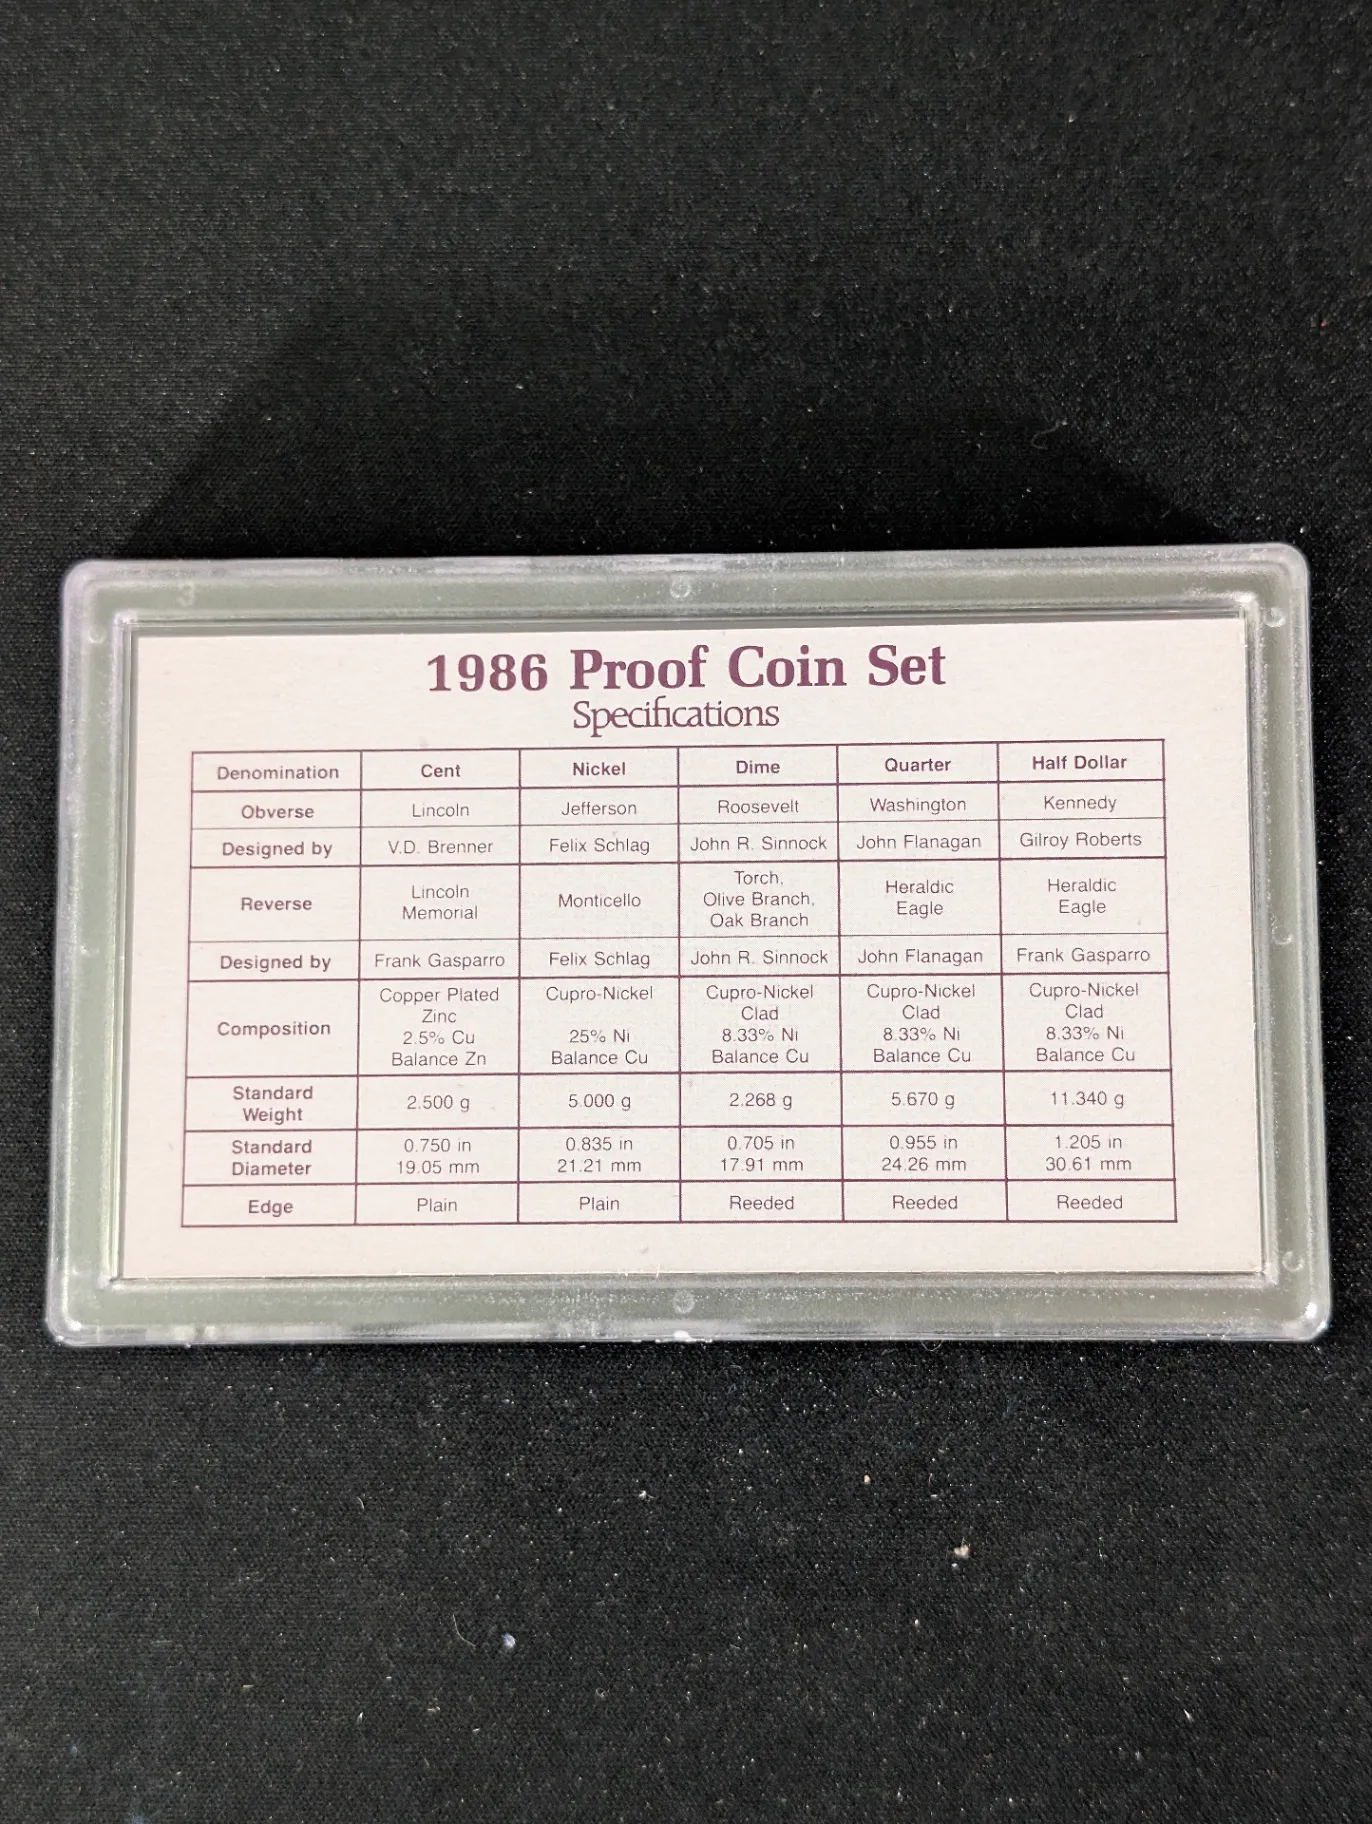 1986 Proof Coin Set
Specifications
Denomination Cent Nickel Dime Quarter Half Dollar
Obverse Lincoln Jefferson Roosevelt Washington Kennedy
Designed by V.D. Brenner Felix Schlag John R. Sinnock John Flanagan Gilroy Roberts
Reverse Lincoln Memorial Monticello Torch, Olive Branch, Oak Branch Heraldic Eagle Heraldic Eagle
Designed by Frank Gasparro Felix Schlag John R. Sinnock John Flanagan Frank Gasparro
Composition Copper Plated Zinc 2.5% Cu Balance Zn Cupro-Nickel 25% Ni Balance Cu Cupro-Nickel Clad 8.33% Ni Balance Cu Cupro-Nickel Clad 8.33% Ni Balance Cu Cupro-Nickel Clad 8.33% Ni Balance Cu
Standard Weight 2.500 g 5.000 g 2.268 g 5.670 g 11.340 g
Standard Diameter 0.750 in 19.05 mm 0.835 in 21.21 mm 0.705 in 17.91 mm 0.955 in 24.26 mm 1.205 in 30.61 mm
Edge Plain Plain Reeded Reeded Reeded